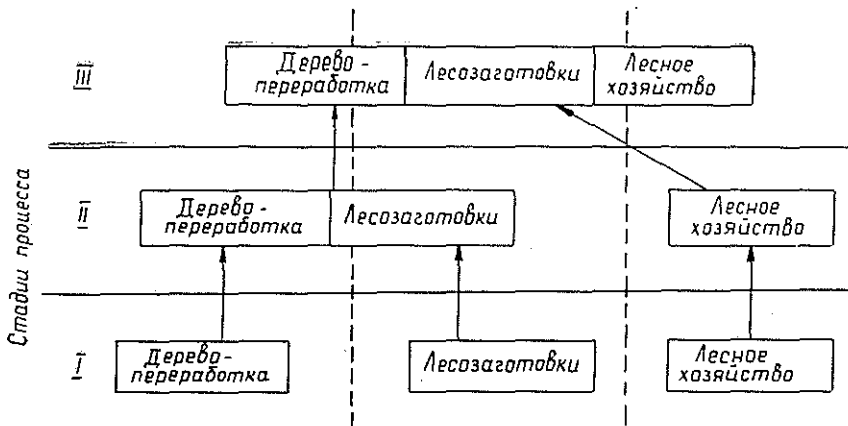 Стадии процесса
III
Дерево-
переработка
Лесозаготовки
Лесное
хозяйство
II
Дерево-
переработка
Лесозаготовки
Лесное
хозяйство
I
Дерево-
переработка
Лесозаготовки
Лесное
хозяйство